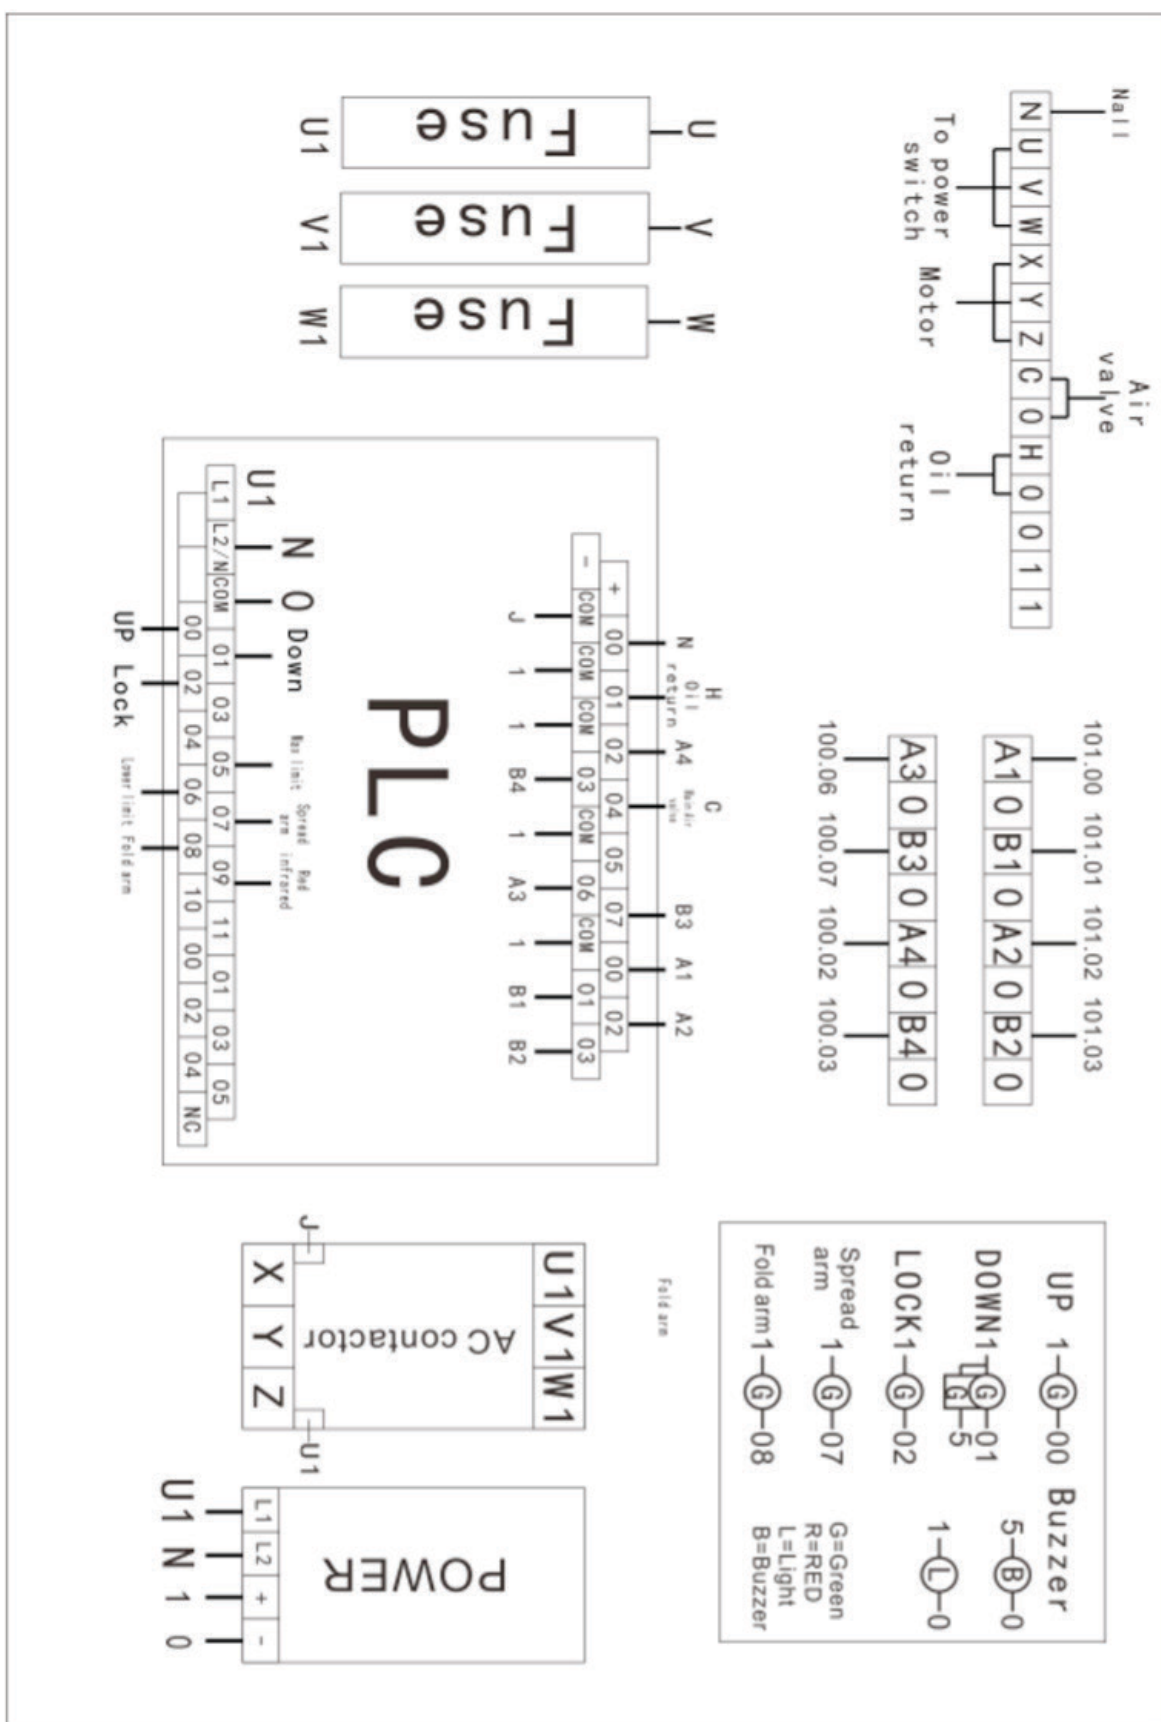 Nall
N U V W X Y Z C 0 H 0 0 1 1
To power
switch
Motor
Air
valve
Oil
return
U
V
W
Fuse
Fuse
Fuse
U1
V1
W1
101.00 101.01 101.02 101.03
A1 0 B1 0 A2 0 B2 0
A3 0 B3 0 A4 0 B4 0
100.06 100.07 100.02 100.03
N
H
Oil
return
A4
C
B3
A1
A2
+ 00 01 02 04 05 07 00 02
- COM COM COM 03 COM 06 COM 01 03
J 1 1 B4 1 A3 1 B1 B2
PLC
U1
N
0
Down
Spread
arm
Red
infrared
L1 L2/N COM 01 03 05 07 09 11 01 03 05
00 02 04 06 08 10 00 02 04 NC
UP
Lock
Lower limit
Fold arm
UP 1 G 00
DOWN 1 G 01
G 5
LOCK 1 G 02
Spread
arm
1 G 07
Fold arm 1 G 08
Buzzer
5 B 0
1 L 0
G=Green
R=RED
L=Light
B=Buzzer
Fold arm
U1 V1 W1
AC contactor
J
X Y Z
U1
POWER
L1 L2 + -
U1 N 1 0